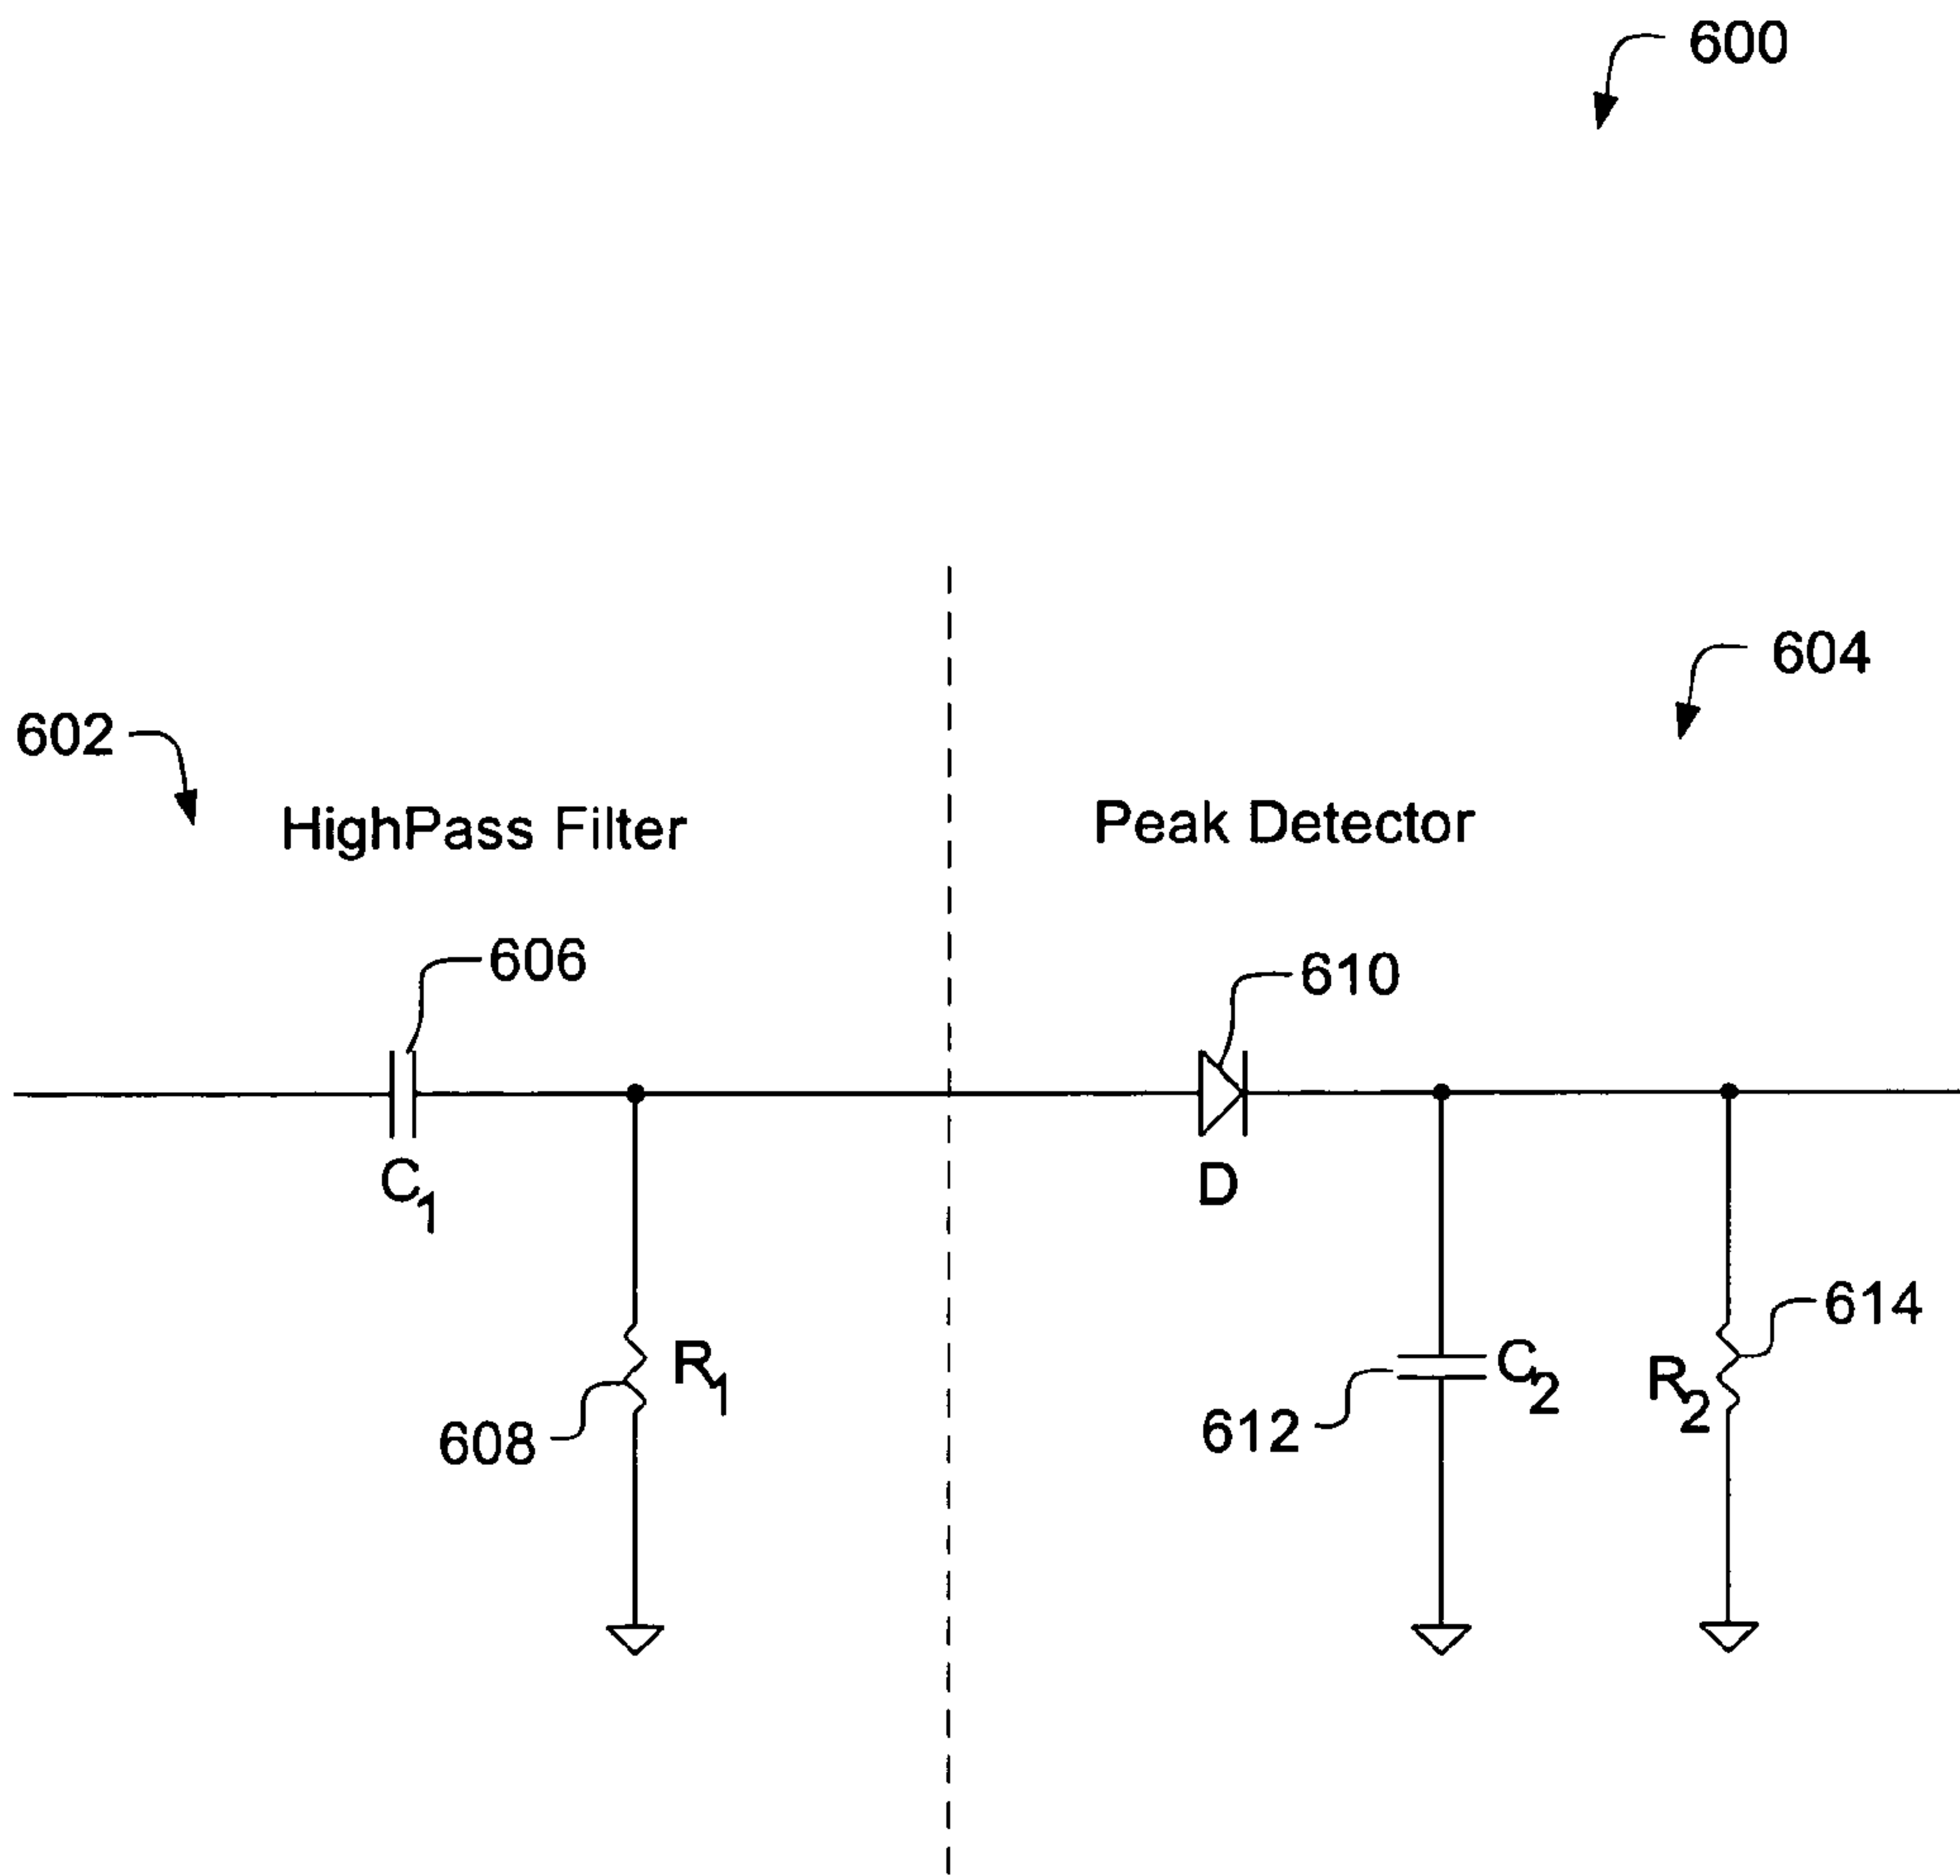 600
604
602
HighPass Filter
Peak Detector
606
610
C1
D
614
R1
C2
R2
612
608